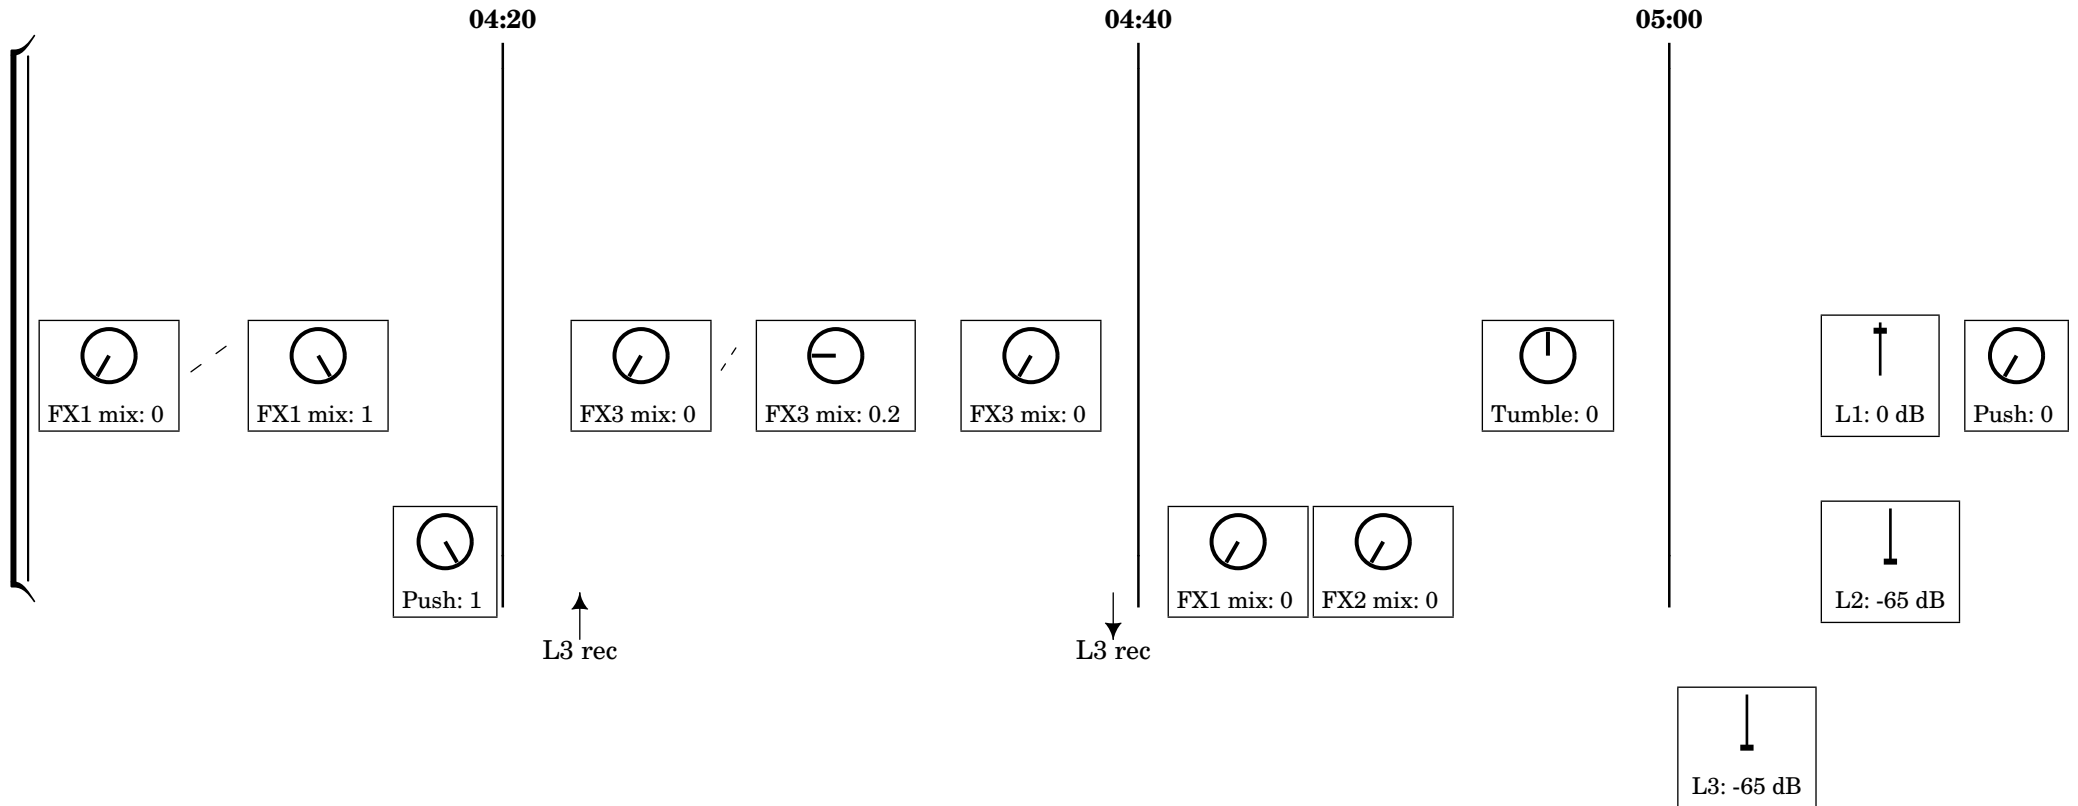 04:20
04:40
05:00
FX1 mix: 0
FX1 mix: 1
FX3 mix: 0
FX3 mix: 0.2
FX3 mix: 0
Tumble: 0
L1: 0 dB
Push: 0
Push: 1
FX1 mix: 0
FX2 mix: 0
L2: -65 dB
L3 rec
L3 rec
L3: -65 dB